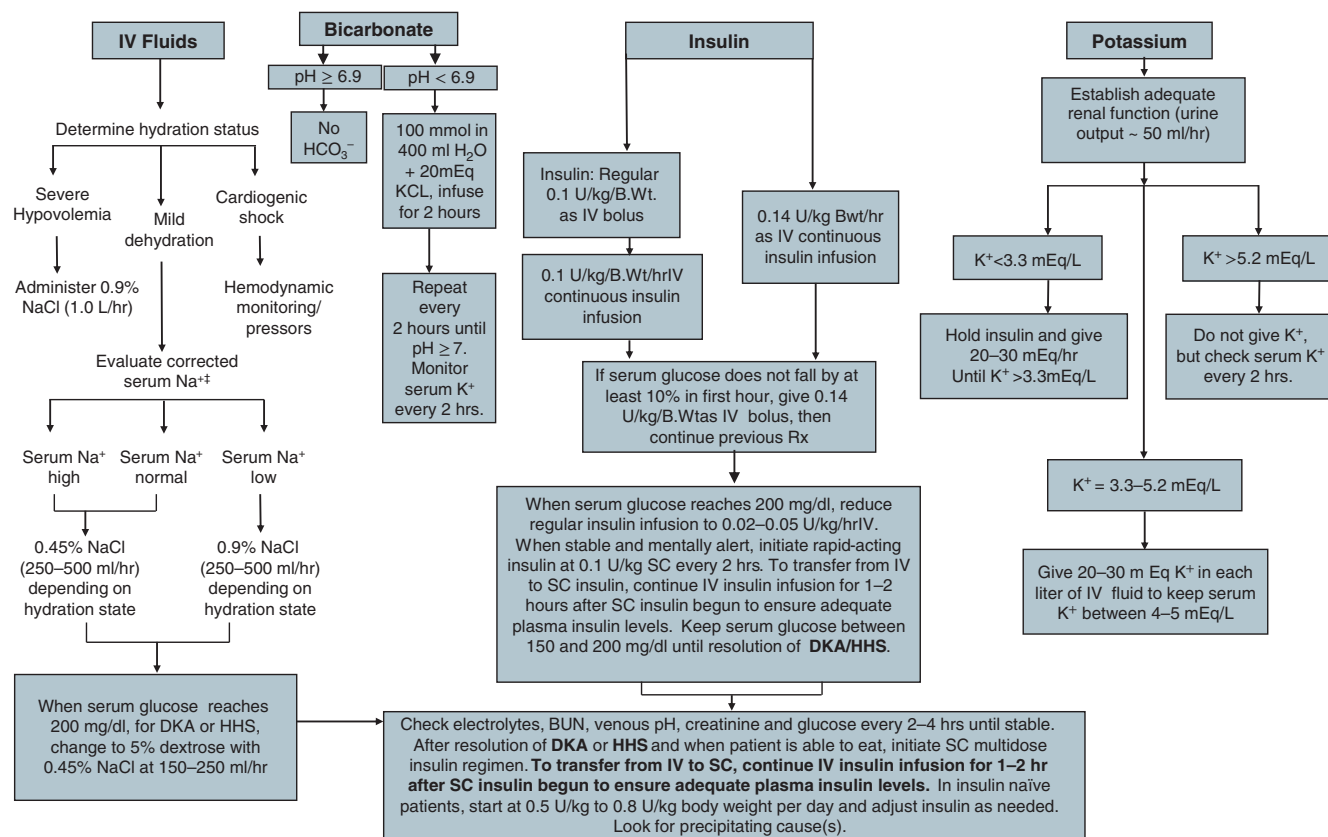 IV Fluids
Determine hydration status
Severe
Hypovolemia
Mild
dehydration
Cardiogenic
shock
Administer 0.9%
NaCl (1.0 L/hr)
Hemodynamic
monitoring/
pressors
Evaluate corrected
serum Na⁺‡
Serum Na⁺
high
Serum Na⁺
normal
Serum Na⁺
low
0.45% NaCl
(250–500 ml/hr)
depending on
hydration state
0.9% NaCl
(250–500 ml/hr)
depending on
hydration state
When serum glucose reaches
200 mg/dl, for DKA or HHS,
change to 5% dextrose with
0.45% NaCl at 150–250 ml/hr
Bicarbonate
pH ≥ 6.9
pH < 6.9
No
HCO₃⁻
100 mmol in
400 ml H₂O
+ 20mEq
KCL, infuse
for 2 hours
Repeat
every
2 hours until
pH ≥ 7.
Monitor
serum K⁺
every 2 hrs.
Insulin
Insulin: Regular
0.1 U/kg/B.Wt.
as IV bolus
0.1 U/kg/B.Wt/hrIV
continuous insulin
infusion
0.14 U/kg Bwt/hr
as IV continuous
insulin infusion
If serum glucose does not fall by at
least 10% in first hour, give 0.14
U/kg/B.Wtas IV bolus, then
continue previous Rx
When serum glucose reaches 200 mg/dl, reduce
regular insulin infusion to 0.02–0.05 U/kg/hrIV.
When stable and mentally alert, initiate rapid-acting
insulin at 0.1 U/kg SC every 2 hrs. To transfer from IV
to SC insulin, continue IV insulin infusion for 1–2
hours after SC insulin begun to ensure adequate
plasma insulin levels. Keep serum glucose between
150 and 200 mg/dl until resolution of DKA/HHS.
Potassium
Establish adequate
renal function (urine
output ~ 50 ml/hr)
K⁺<3.3 mEq/L
K⁺ >5.2 mEq/L
Hold insulin and give
20–30 mEq/hr
Until K⁺ >3.3mEq/L
Do not give K⁺,
but check serum K⁺
every 2 hrs.
K⁺ = 3.3–5.2 mEq/L
Give 20–30 m Eq K⁺ in each
liter of IV fluid to keep serum
K⁺ between 4–5 mEq/L
Check electrolytes, BUN, venous pH, creatinine and glucose every 2–4 hrs until stable.
After resolution of DKA or HHS and when patient is able to eat, initiate SC multidose
insulin regimen. To transfer from IV to SC, continue IV insulin infusion for 1–2 hr
after SC insulin begun to ensure adequate plasma insulin levels. In insulin naïve
patients, start at 0.5 U/kg to 0.8 U/kg body weight per day and adjust insulin as needed.
Look for precipitating cause(s).